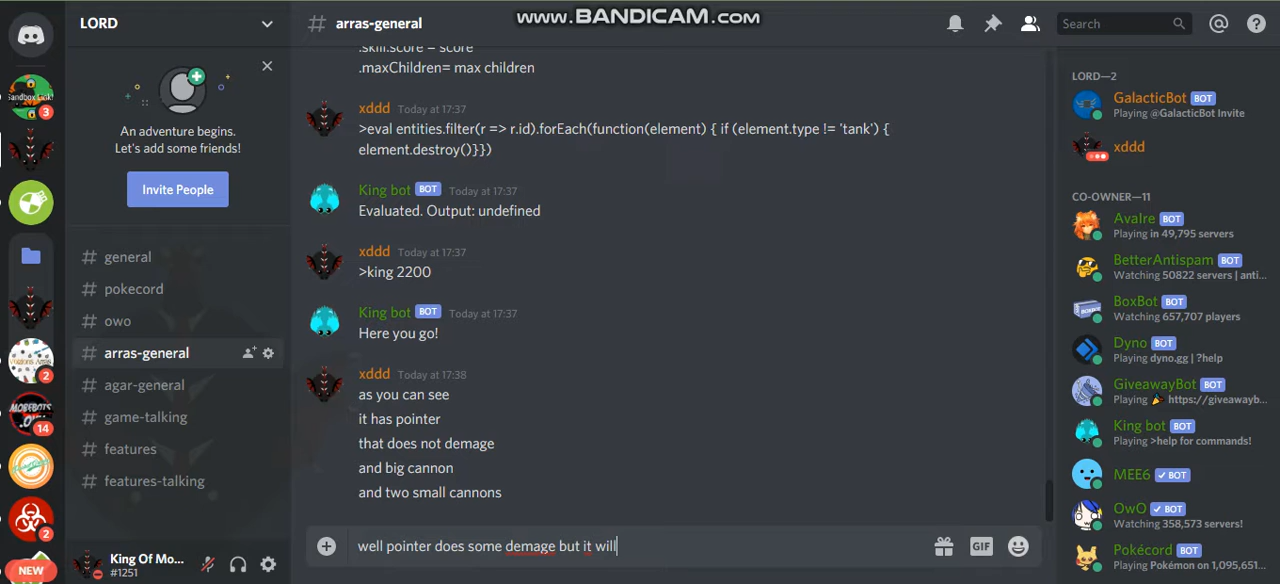 www.BANDICAM.com
LORD
# arras-general
Search
An adventure begins.
Let's add some friends!
Invite People
# general
# pokecord
# owo
# arras-general
# agar-general
# game-talking
# features
# features-talking
King Of Mo...
#1251
3
2
MOBEBOTS
14
2
NEW
.skill.score = score
.maxChildren= max children
xddd Today at 17:37
>eval entities.filter(r => r.id).forEach(function(element) { if (element.type != 'tank') {
element.destroy()}})
King bot BOT Today at 17:37
Evaluated. Output: undefined
xddd Today at 17:37
>king 2200
King bot BOT Today at 17:37
Here you go!
xddd Today at 17:38
as you can see
it has pointer
that does not demage
and big cannon
and two small cannons
well pointer does some demage but it will
GIF
LORD—2
GalacticBot BOT
Playing @GalacticBot Invite
xddd
CO-OWNER—11
AvaIre BOT
Playing in 49,795 servers
BetterAntispam BOT
Watching 50822 servers | anti...
BoxBot BOT
Watching 657,707 players
Dyno BOT
Playing dyno.gg | ?help
GiveawayBot BOT
Playing 🎉 https://giveawayb...
King bot BOT
Playing >help for commands!
MEE6 ✓BOT
OwO ✓BOT
Watching 358,573 servers!
Pokécord BOT
Playing Pokémon on 1,095,651...